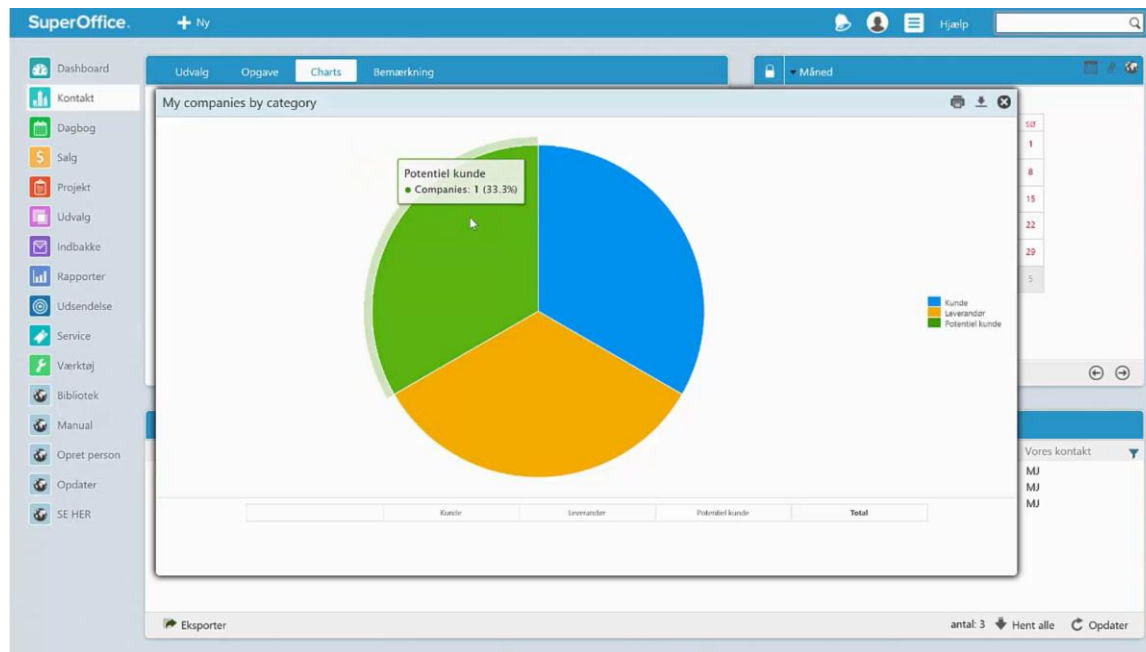 SuperOffice.
Ny
Hjælp
Dashboard
Kontakt
Dagbog
Salg
Projekt
Udvalg
Indbakke
Rapporter
Udsendelse
Service
Værktøj
Bibliotek
Manual
Opret person
Opdater
SE HER
Udvalg Opgave Charts Bemærkning
Måned
My companies by category
Potentiel kunde
Companies: 1 (33.3%)
Kunde
Leverandør
Potentiel kunde
Kunde Leverandør Potentiel kunde Total
1
8
15
22
29
5
Vores kontakt
MJ
MJ
MJ
Eksporter
antal: 3 Hent alle Opdater